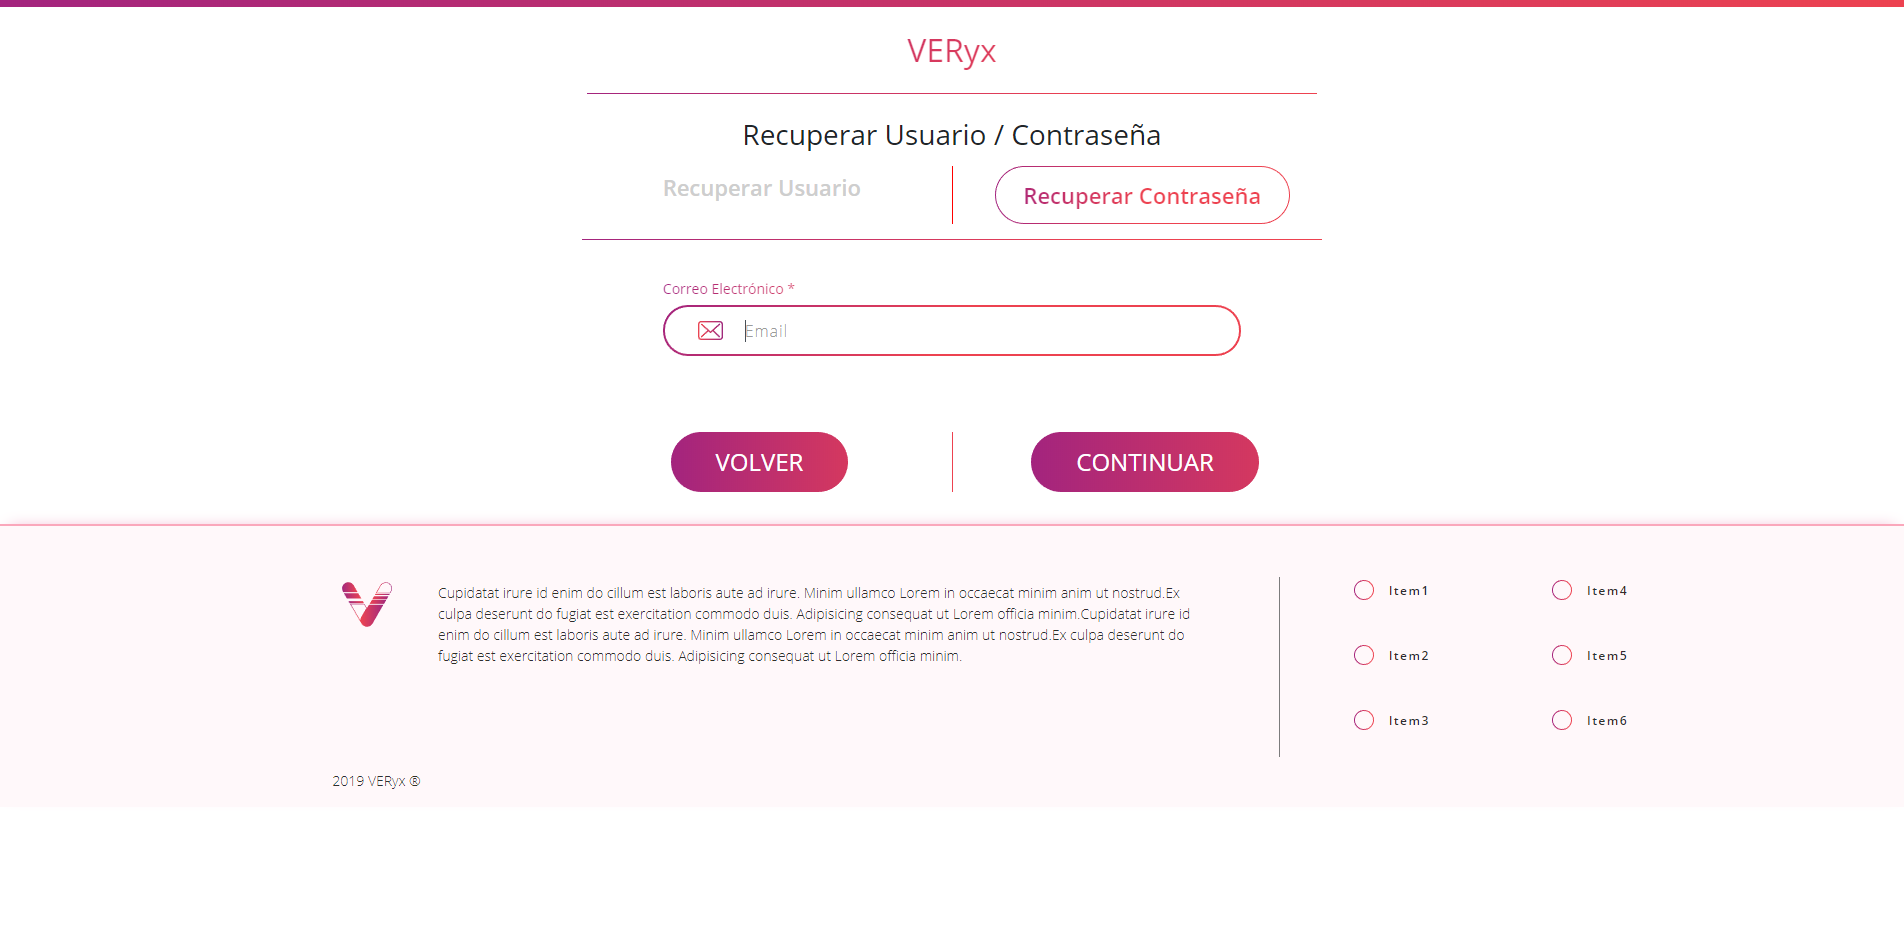 VERyx
Recuperar Usuario / Contraseña
Recuperar Usuario
Recuperar Contraseña
Correo Electrónico *
Email
VOLVER
CONTINUAR
Cupidatat irure id enim do cillum est laboris aute ad irure. Minim ullamco Lorem in occaecat minim anim ut nostrud.Ex
culpa deserunt do fugiat est exercitation commodo duis. Adipisicing consequat ut Lorem officia minim.Cupidatat irure id
enim do cillum est laboris aute ad irure. Minim ullamco Lorem in occaecat minim anim ut nostrud.Ex culpa deserunt do
fugiat est exercitation commodo duis. Adipisicing consequat ut Lorem officia minim.
Item1
Item2
Item3
Item4
Item5
Item6
2019 VERyx ®